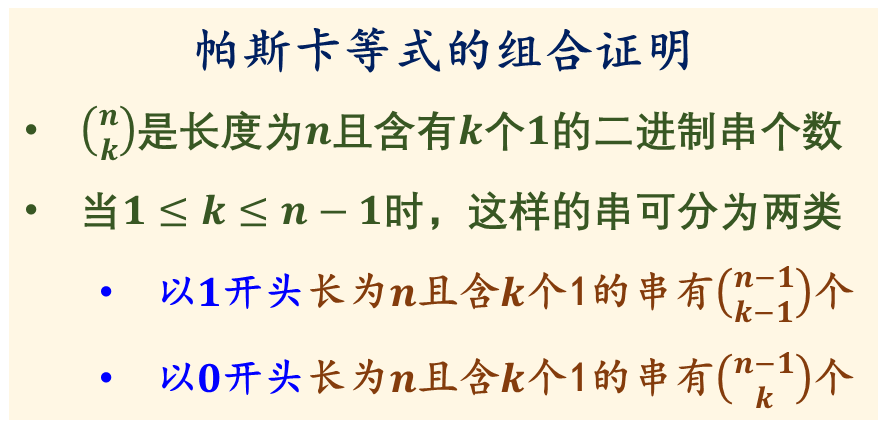 帕斯卡等式的组合证明
• $\binom{n}{k}$是长度为n且含有k个1的二进制串个数
• 当1 ≤ k ≤ n − 1时，这样的串可分为两类
• 以1开头长为n且含k个1的串有$\binom{n-1}{k-1}$个
• 以0开头长为n且含k个1的串有$\binom{n-1}{k}$个